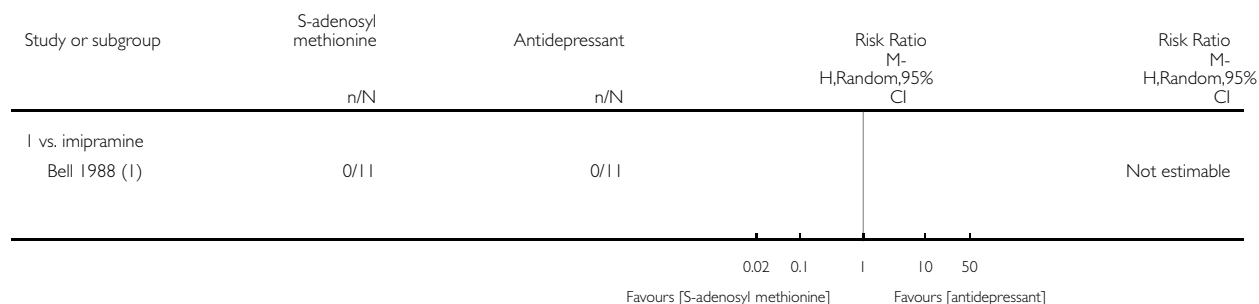 S-adenosyl
Study or subgroup methionine Antidepressant Risk Ratio Risk Ratio
M- M-
H,Random,95% H,Random,95%
n/N n/N CI CI
1 vs. imipramine
Bell 1988 (1) 0/11 0/11 Not estimable
0.02 0.1 1 10 50
Favours [S-adenosyl methionine] Favours [antidepressant]